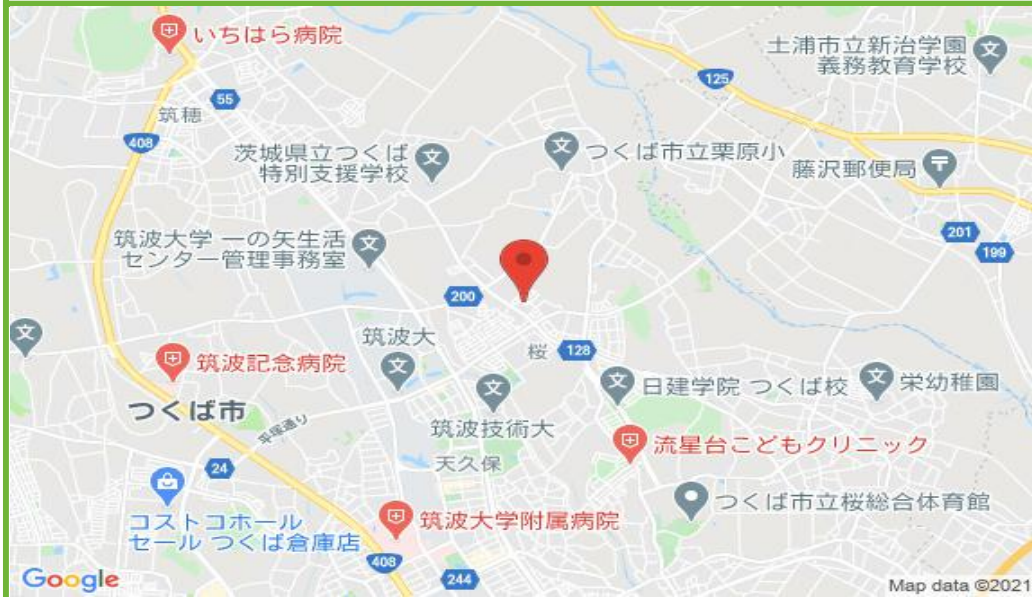 いちはら病院
土浦市立新治学園
義務教育学校
125
55
筑穂
408
茨城県立つくば
特別支援学校
つくば市立栗原小
藤沢郵便局
201
199
筑波大学 一の矢生活
センター管理事務室
200
筑波大
桜
128
筑波記念病院
日建学院 つくば校
栄幼稚園
つくば市
平塚通り
筑波技術大
流星台こどもクリニック
天久保
24
つくば市立桜総合体育館
コストコホール
セール つくば倉庫店
筑波大学附属病院
408
244
Google
Map data ©2021